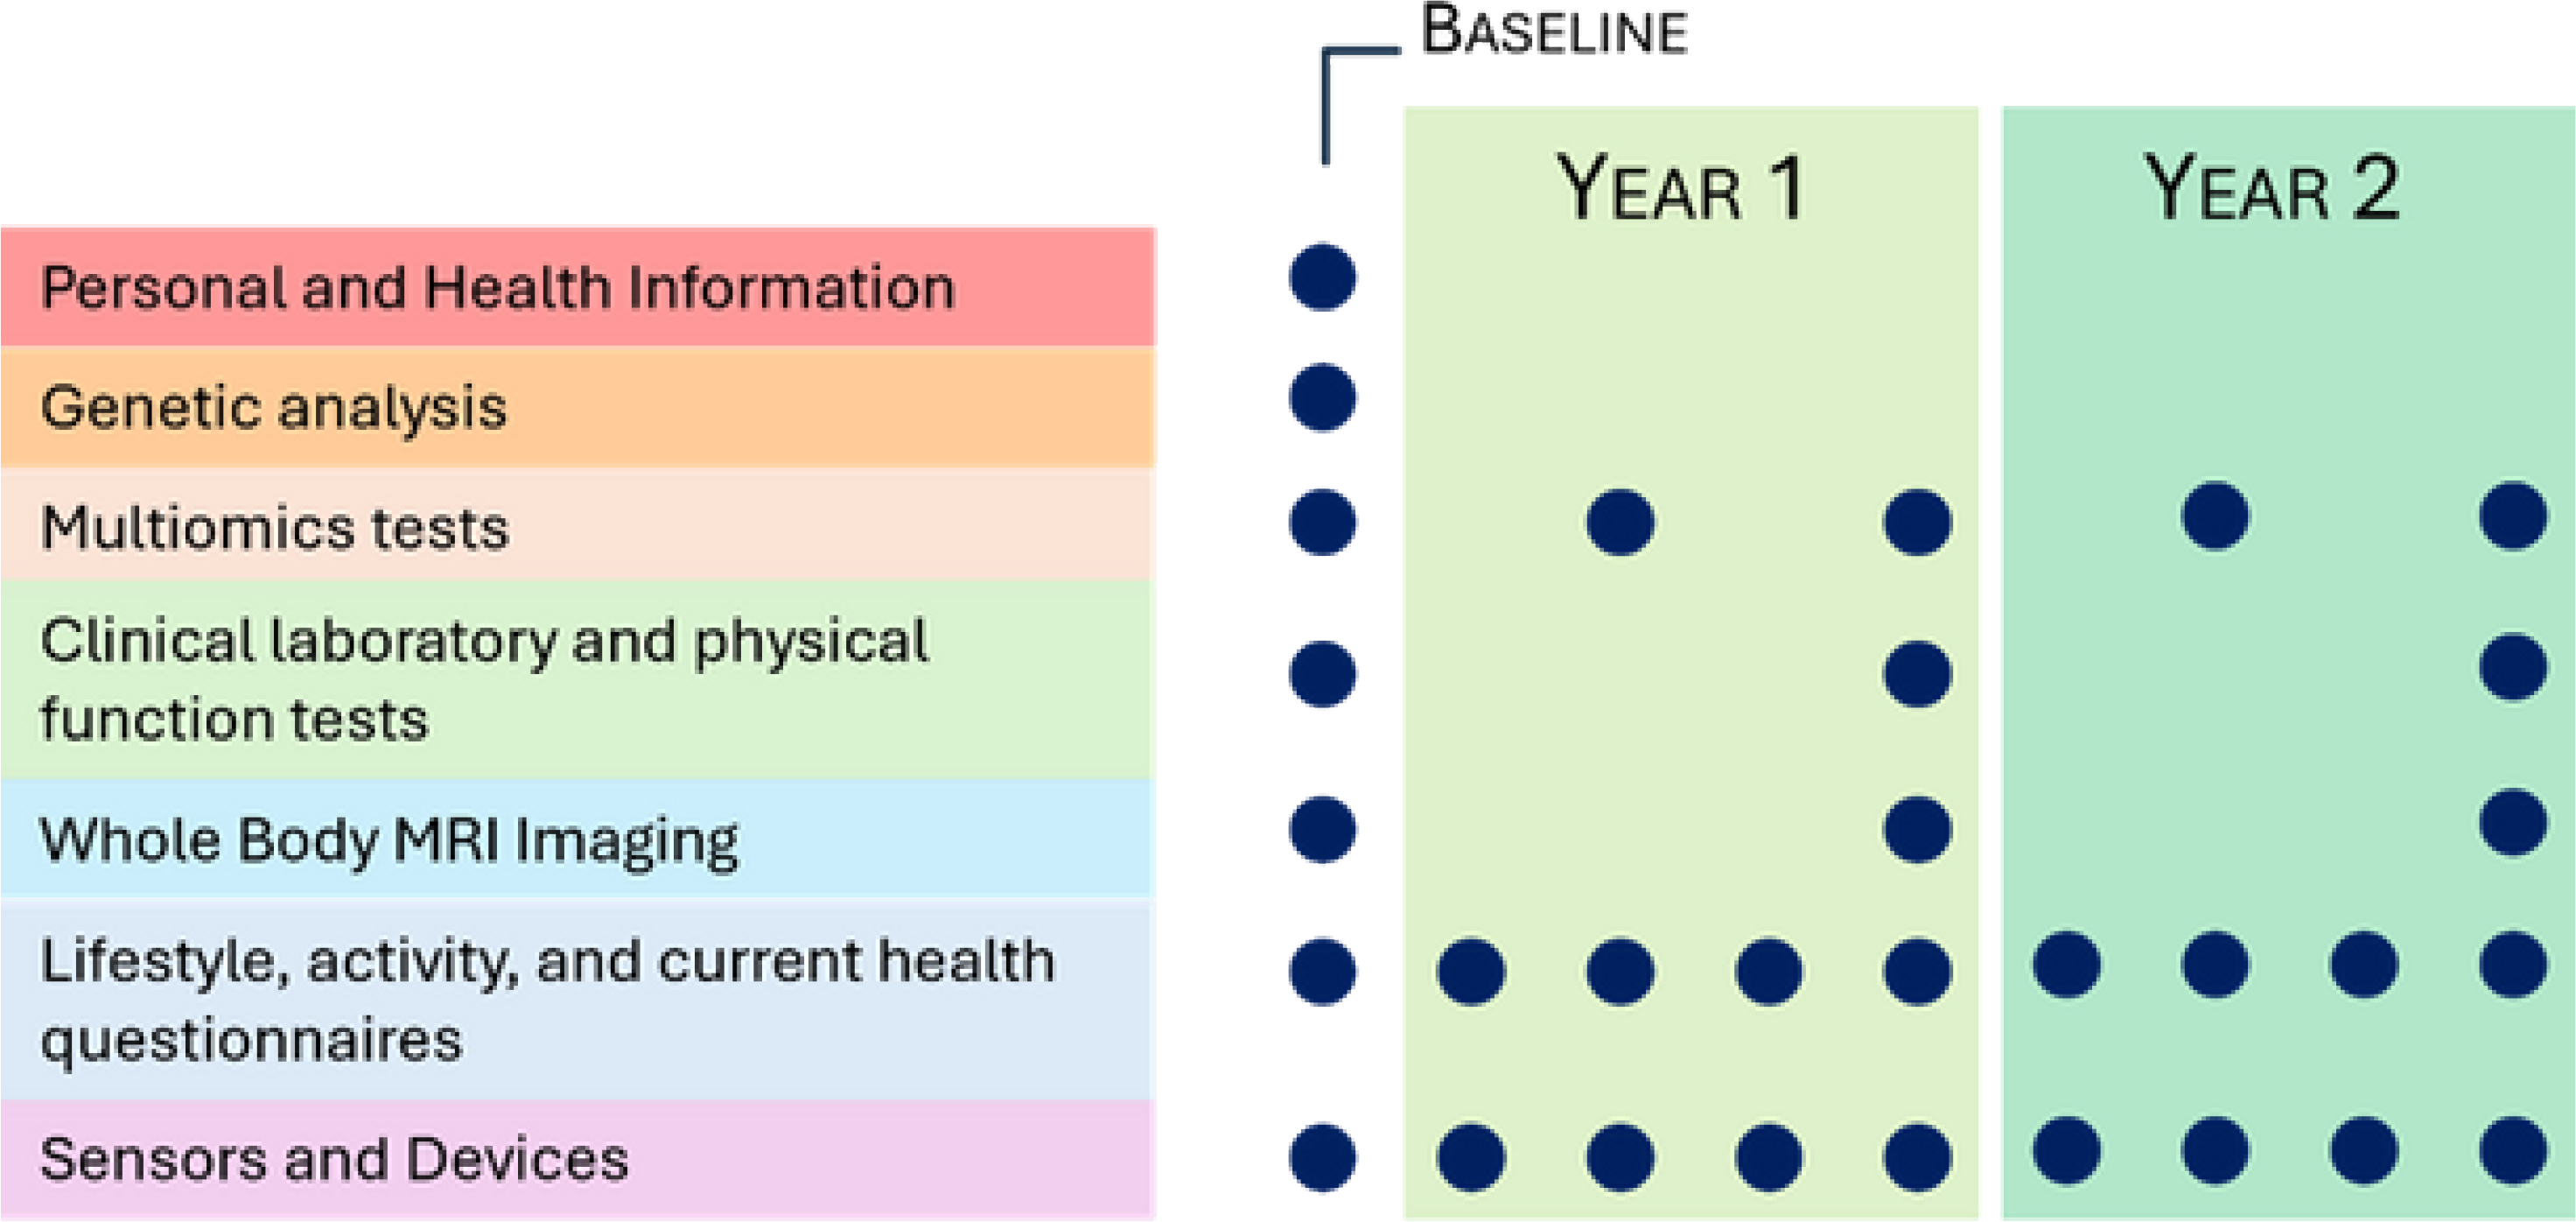 BASELINE
YEAR 1
YEAR 2
Personal and Health Information
Genetic analysis
Multiomics tests
Clinical laboratory and physical
function tests
Whole Body MRI Imaging
Lifestyle, activity, and current health
questionnaires
Sensors and Devices